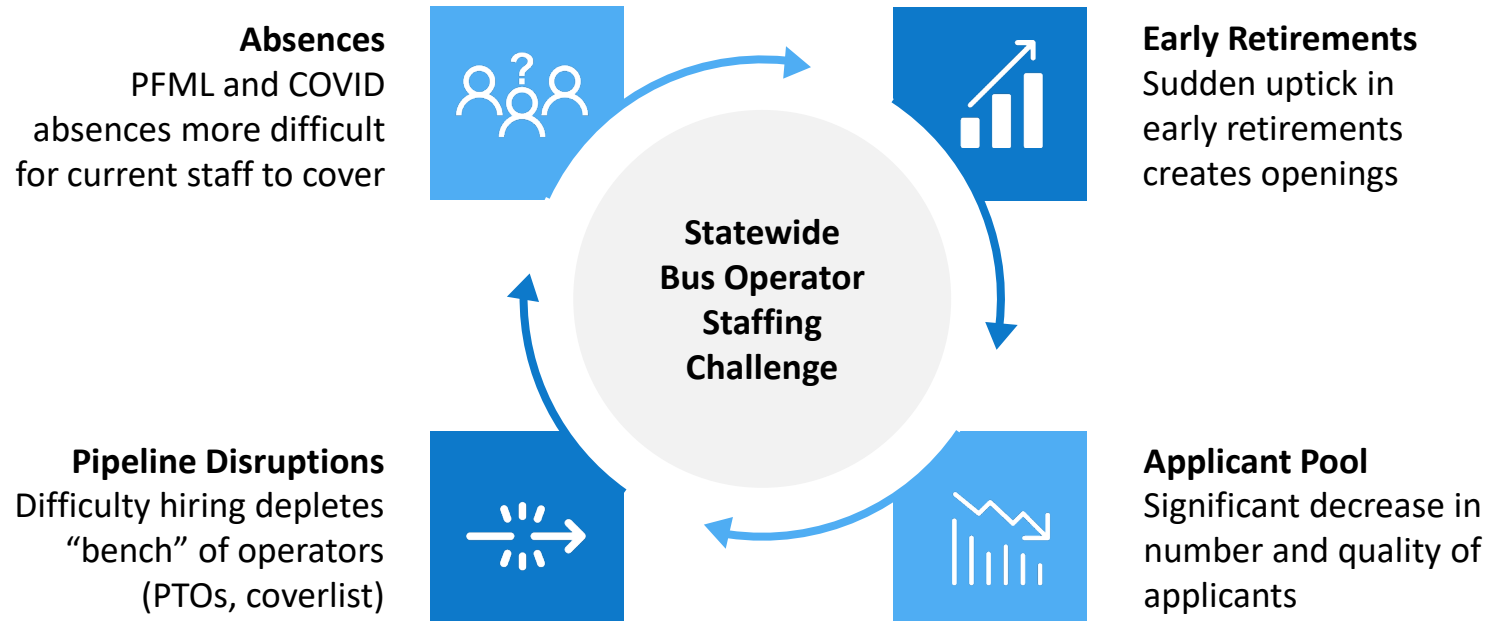 Absences
PFML and COVID
absences more difficult
for current staff to cover
?
Early Retirements
Sudden uptick in
early retirements
creates openings
Statewide
Bus Operator
Staffing
Challenge
Pipeline Disruptions
Difficulty hiring depletes
“bench” of operators
(PTOs, coverlist)
Applicant Pool
Significant decrease in
number and quality of
applicants